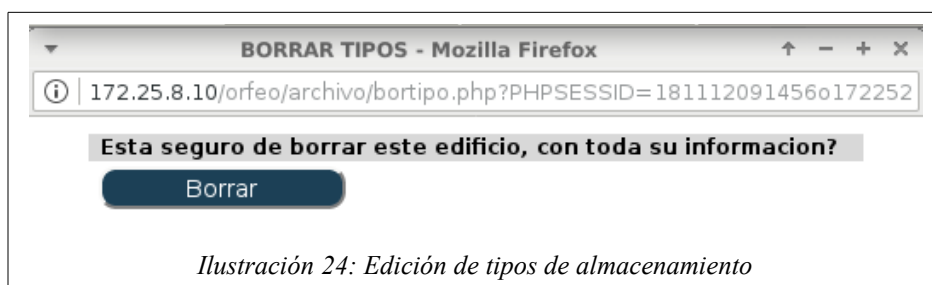 BORRAR TIPOS - Mozilla Firefox
172.25.8.10/orfeo/archivo/bortipo.php?PHPSESSID=181112091456o172252
Esta seguro de borrar este edificio, con toda su informacion?
Borrar
Ilustración 24: Edición de tipos de almacenamiento